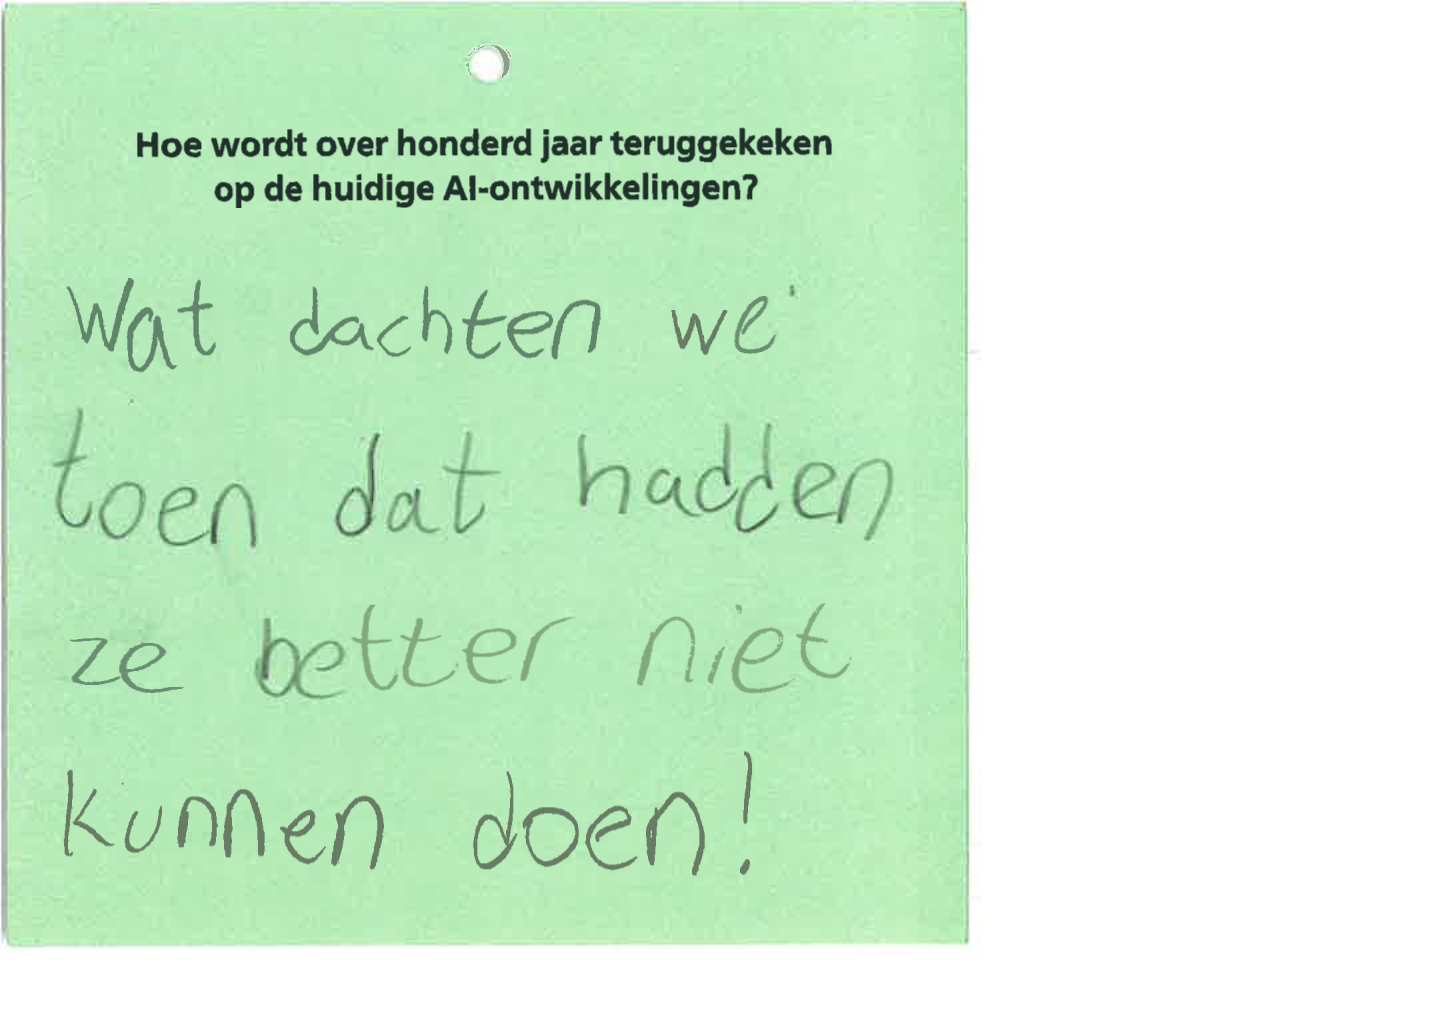 Hoe wordt over honderd jaar teruggekeken
op de huidige AI-ontwikkelingen?
Wat dachten we
toen dat hadden
ze better niet
kunnen doen!